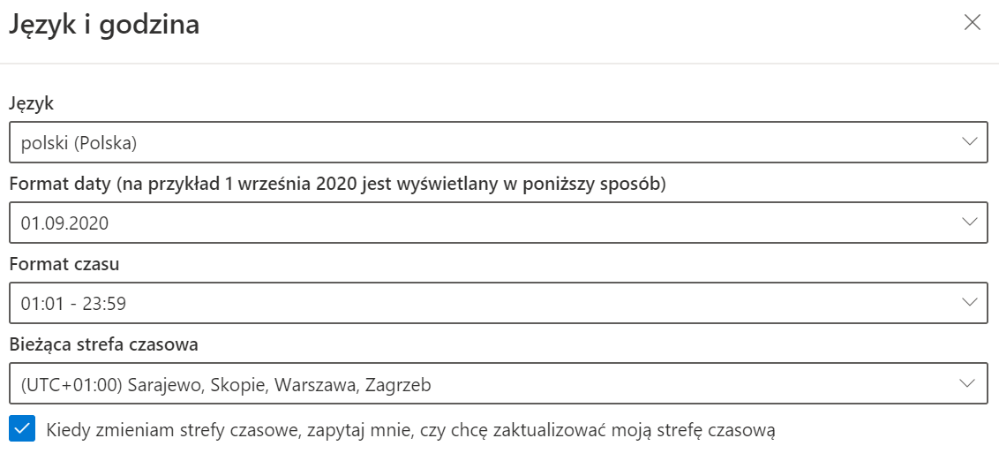 Język i godzina
Język
polski (Polska)
Format daty (na przykład 1 września 2020 jest wyświetlany w poniższy sposób)
01.09.2020
Format czasu
01:01 - 23:59
Bieżąca strefa czasowa
(UTC+01:00) Sarajewo, Skopie, Warszawa, Zagrzeb
Kiedy zmieniam strefy czasowe, zapytaj mnie, czy chcę zaktualizować moją strefę czasową